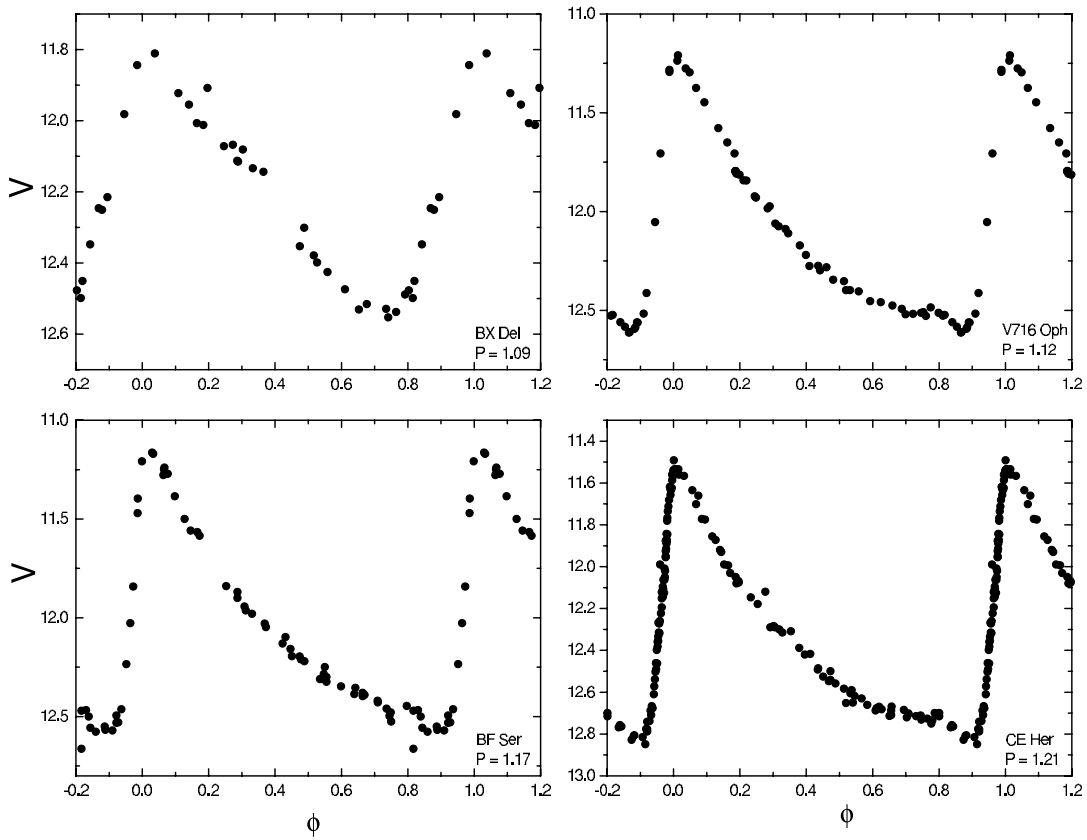 V
11.8
12.0
12.2
12.4
12.6
-0.2 0.0 0.2 0.4 0.6 0.8 1.0 1.2
BX Del
P = 1.09
11.0
11.5
12.0
12.5
-0.2 0.0 0.2 0.4 0.6 0.8 1.0 1.2
V716 Oph
P = 1.12
V
11.0
11.5
12.0
12.5
-0.2 0.0 0.2 0.4 0.6 0.8 1.0 1.2
BF Ser
P = 1.17
ϕ
11.4
11.6
11.8
12.0
12.2
12.4
12.6
12.8
13.0
-0.2 0.0 0.2 0.4 0.6 0.8 1.0 1.2
CE Her
P = 1.21
ϕ